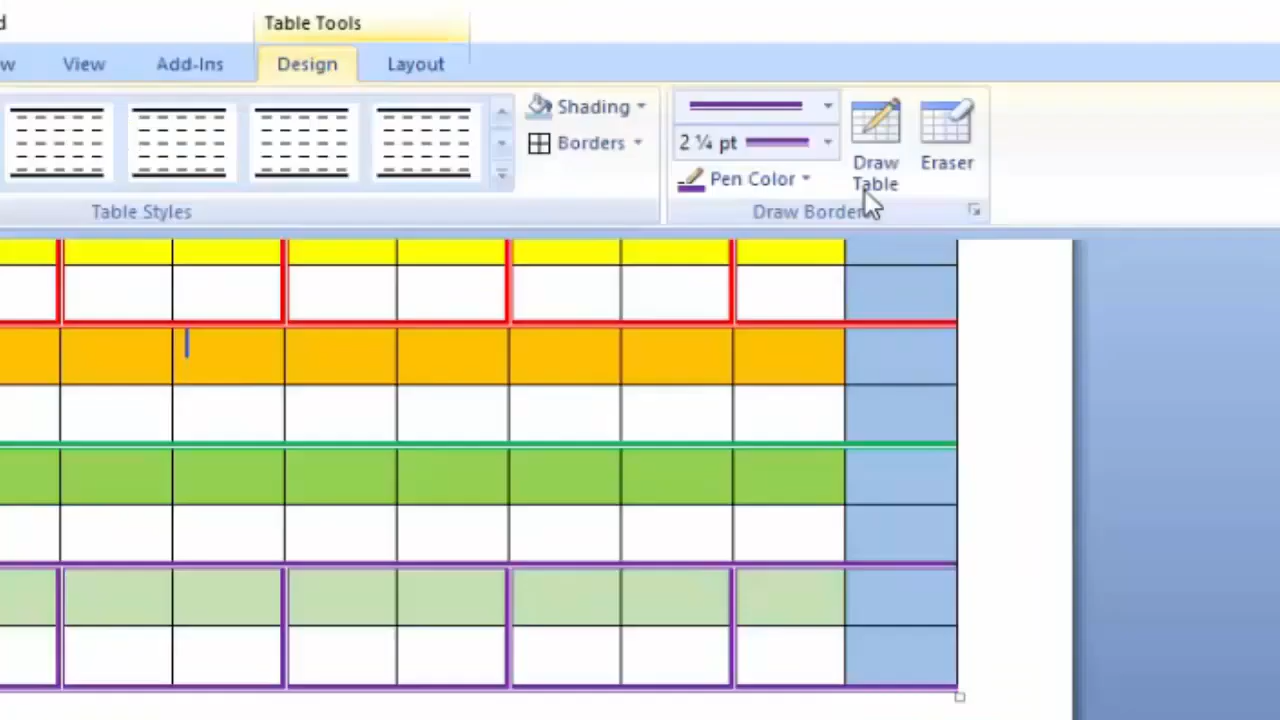 d
Table Tools
w View Add-Ins Design Layout
Shading
Borders
2 ¼ pt
Pen Color
Draw
Table
Eraser
Table Styles
Draw Border